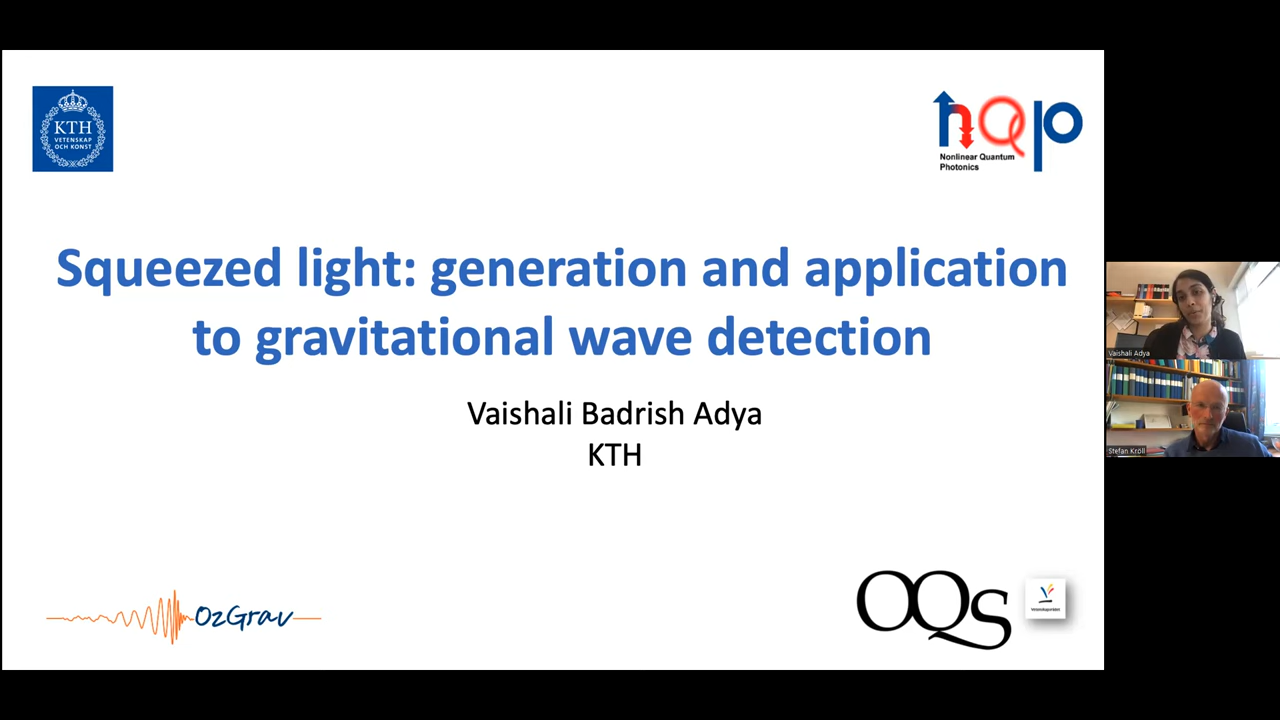 KTH
VETENSKAP
OCH KONST
nQp
Nonlinear Quantum
Photonics
Squeezed light: generation and application
to gravitational wave detection
Vaishali Badrish Adya
KTH
Vaishali Adya
Stefan Kröll
OzGrav
OQS
Vetenskapsrådet